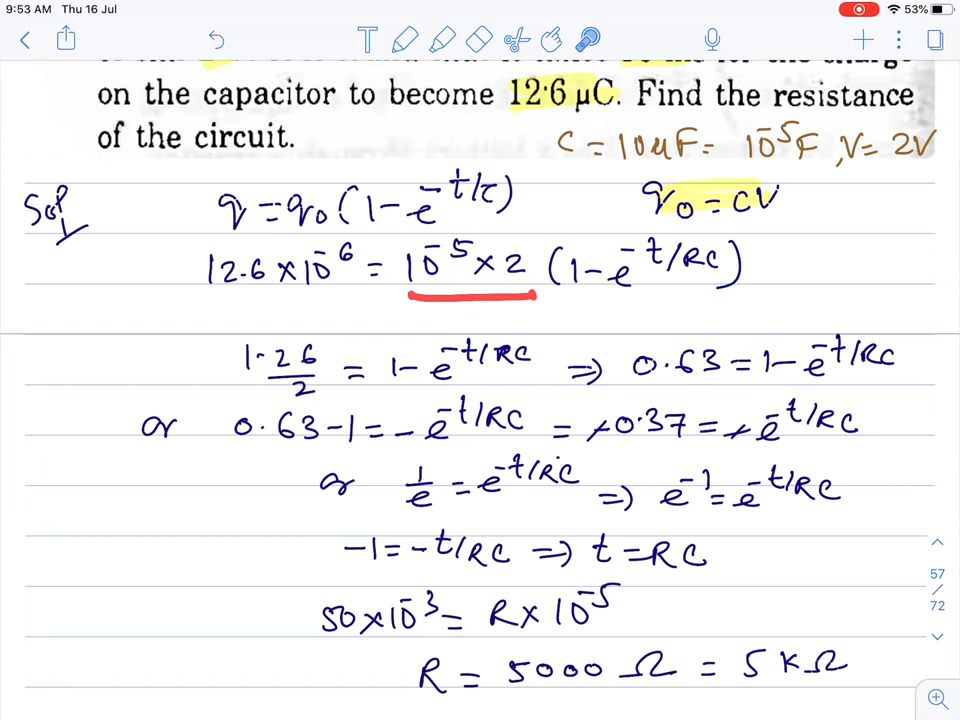 9:53 AM Thu 16 Jul
53%
on the capacitor to become 12·6 μC. Find the resistance
of the circuit.
C = 10μF = 10⁻⁵F, V = 2V
Sol
q = q₀ (1 - e^-t/τ)
q₀ = CV
12.6 × 10⁻⁶ = 10⁻⁵ × 2 (1 - e^-t/RC)
1.26/2 = 1 - e^-t/RC ⇒ 0.63 = 1 - e^-t/RC
or 0.63 - 1 = - e^-t/RC = -0.37 = - e^-t/RC
or 1/e = e^-t/RC ⇒ e⁻¹ = e^-t/RC
-1 = -t/RC ⇒ t = RC
50 × 10⁻³ = R × 10⁻⁵
R = 5000 Ω = 5 KΩ
57
/
72